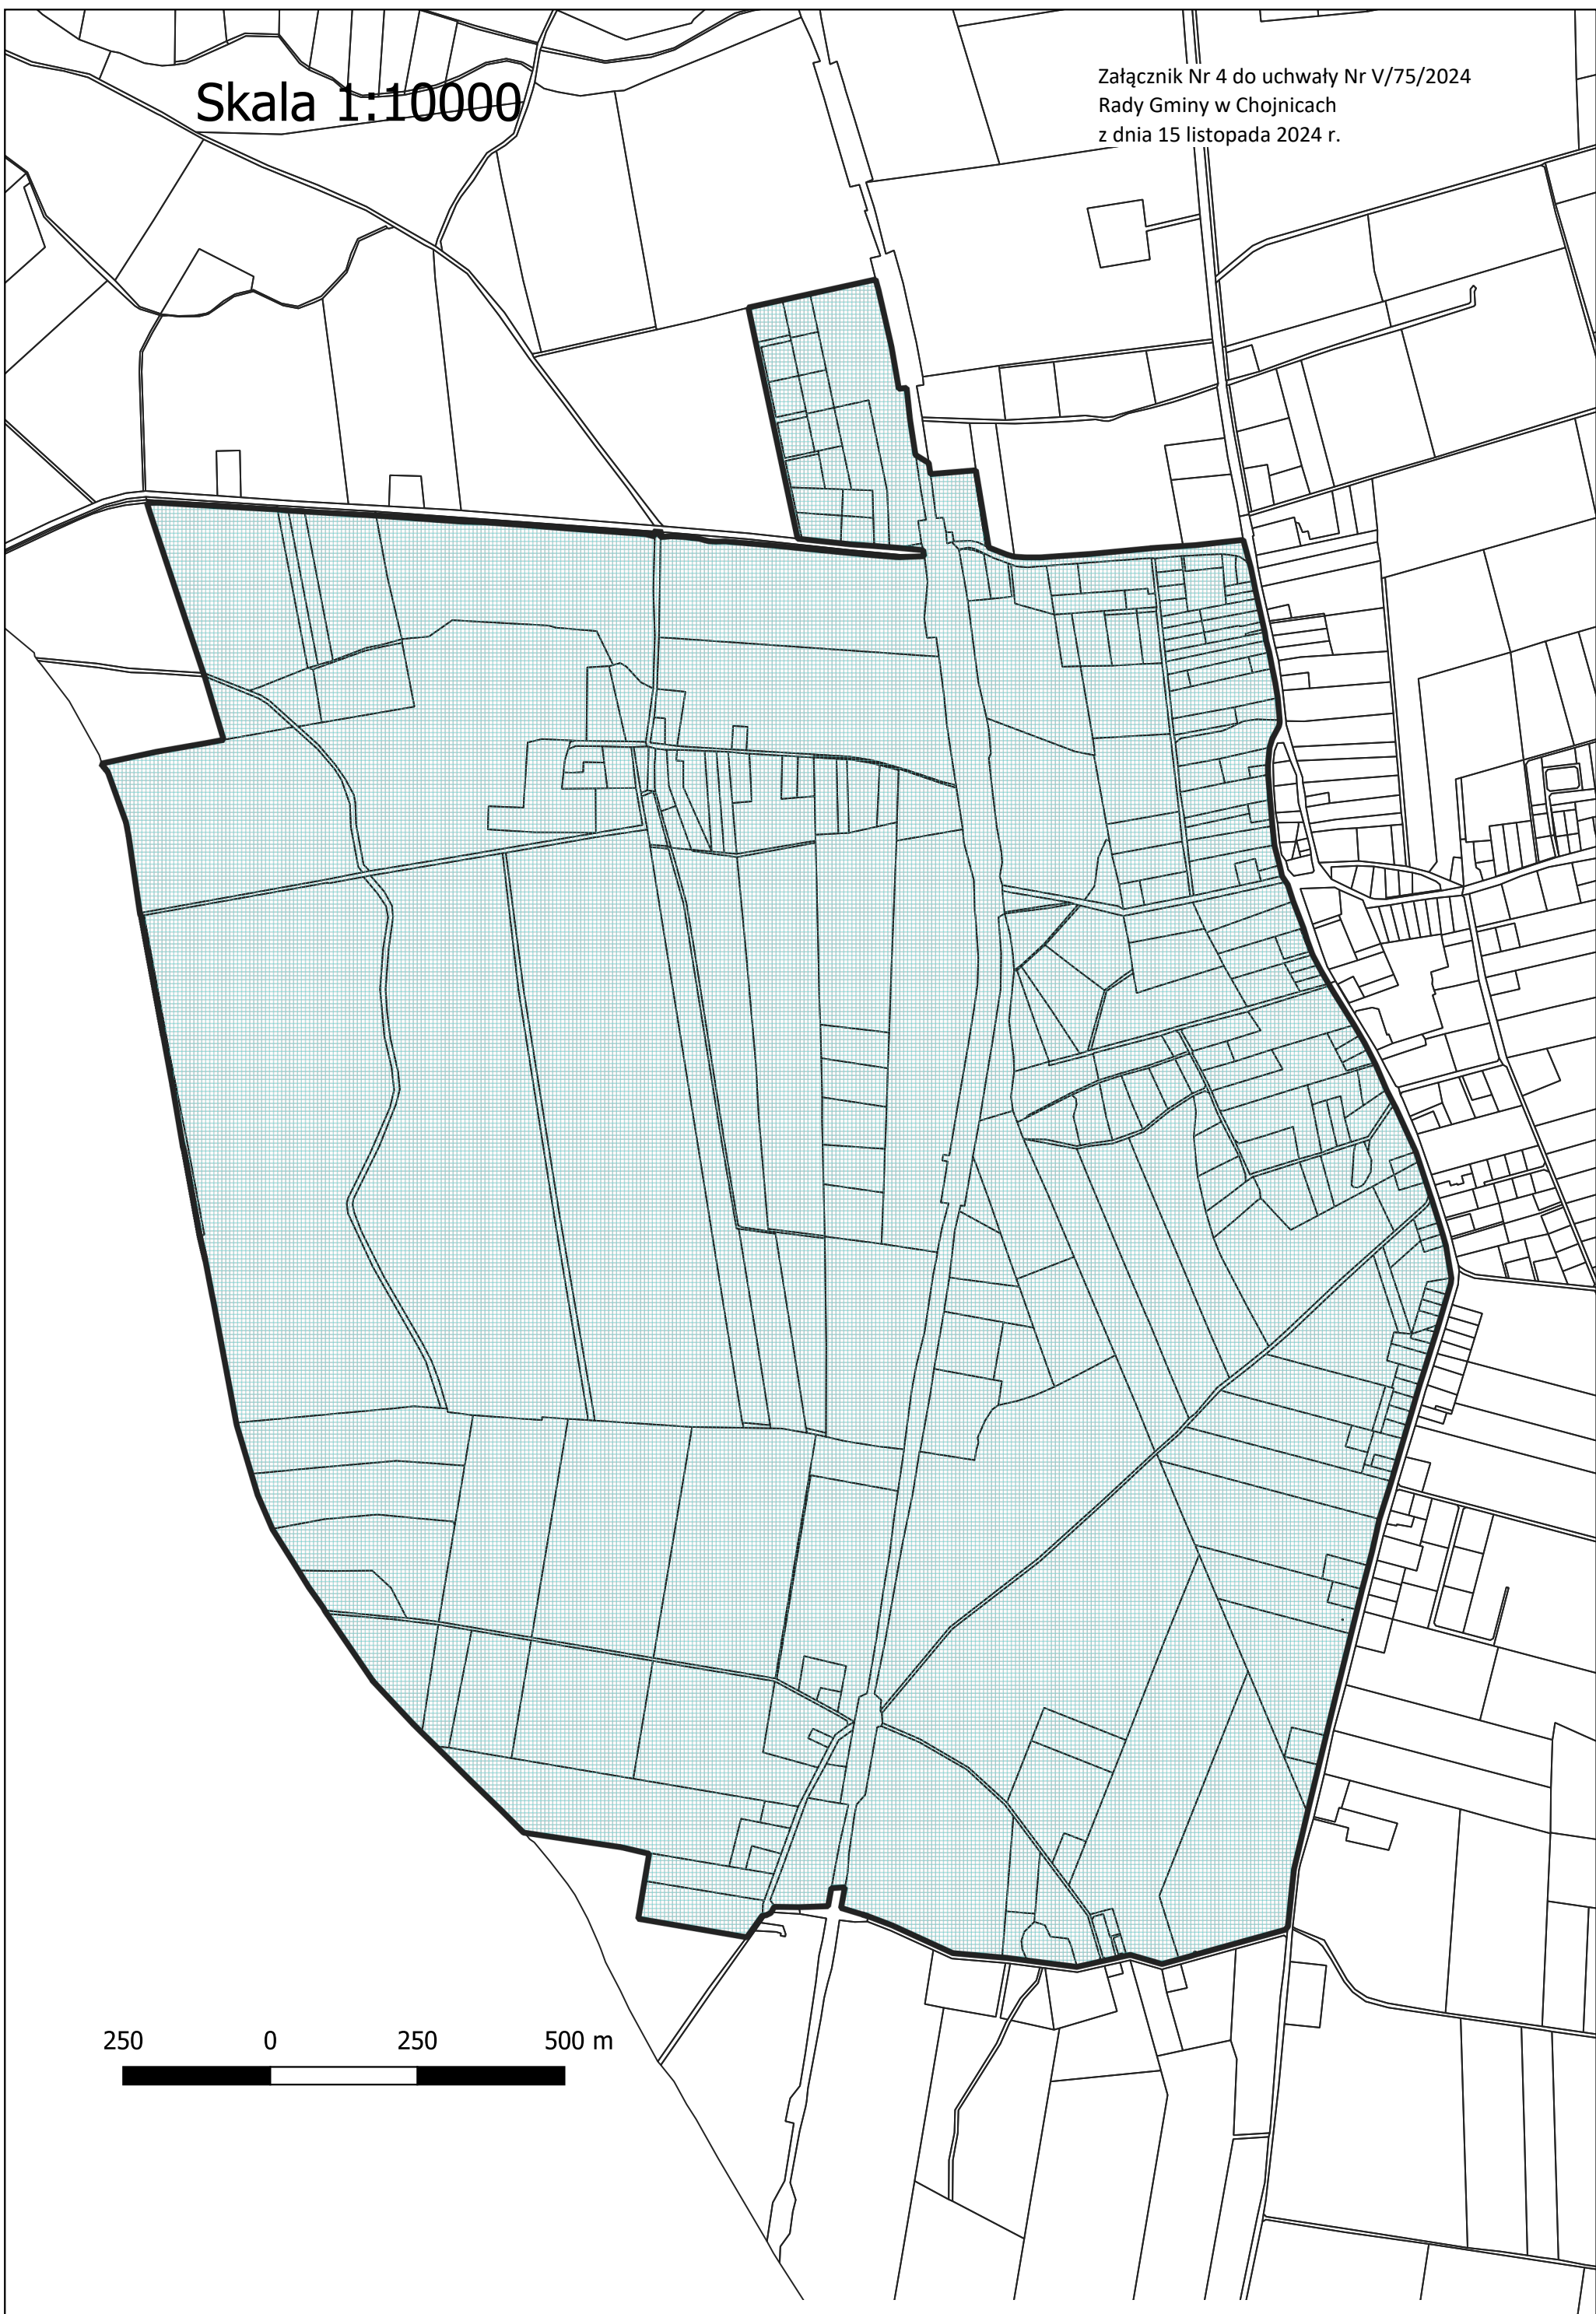 Skala 1:10000
Załącznik Nr 4 do uchwały Nr V/75/2024
Rady Gminy w Chojnicach
z dnia 15 listopada 2024 r.
250 0 250 500 m